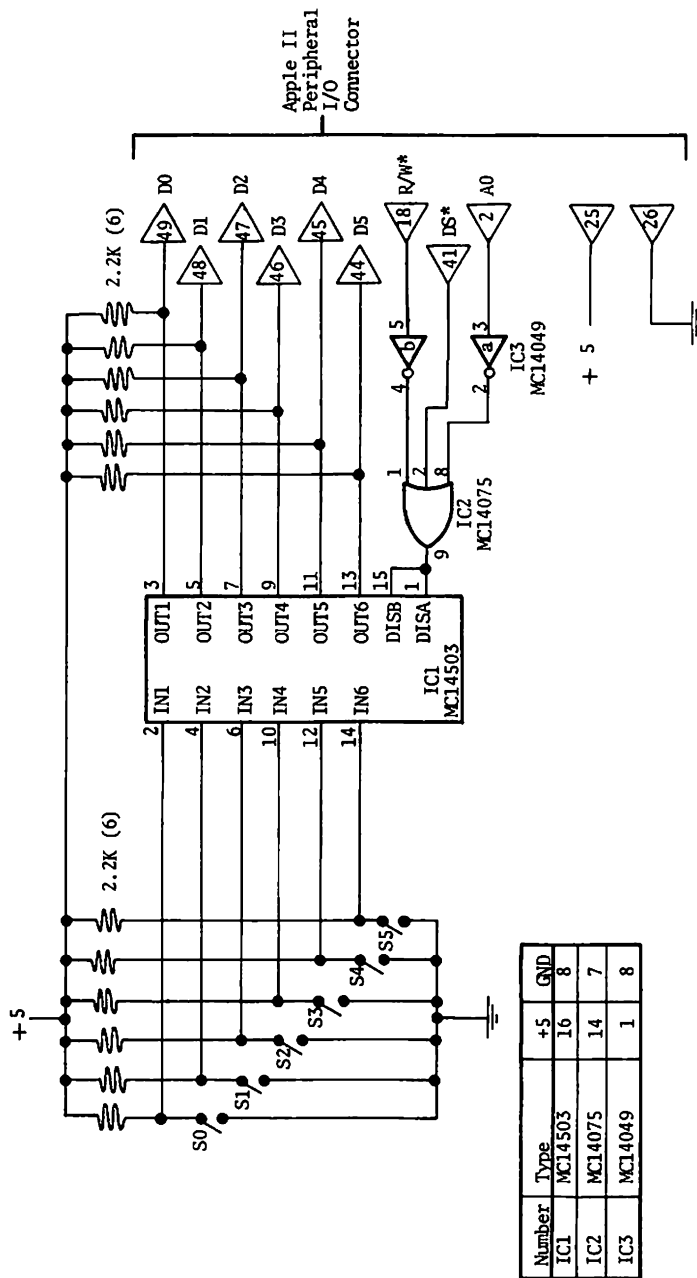 Apple II
Peripheral
I/O
Connector
+5
2.2K (6)
2.2K (6)
S0
S1
S2
S3
S4
S5
2 IN1 OUT1 3
4 IN2 OUT2 5
6 IN3 OUT3 7
10 IN4 OUT4 9
12 IN5 OUT5 11
14 IN6 OUT6 13
DISB 15
DISA 1
IC1
MC14503
49 D0
48 D1
47 D2
46 D3
45 D4
44 D5
18 R/W*
41 DS*
2 A0
4 b 5
2 a 3
IC3
MC14049
1
2
8
9
IC2
MC14075
+ 5 25
26
Number Type +5 GND
IC1 MC14503 16 8
IC2 MC14075 14 7
IC3 MC14049 1 8